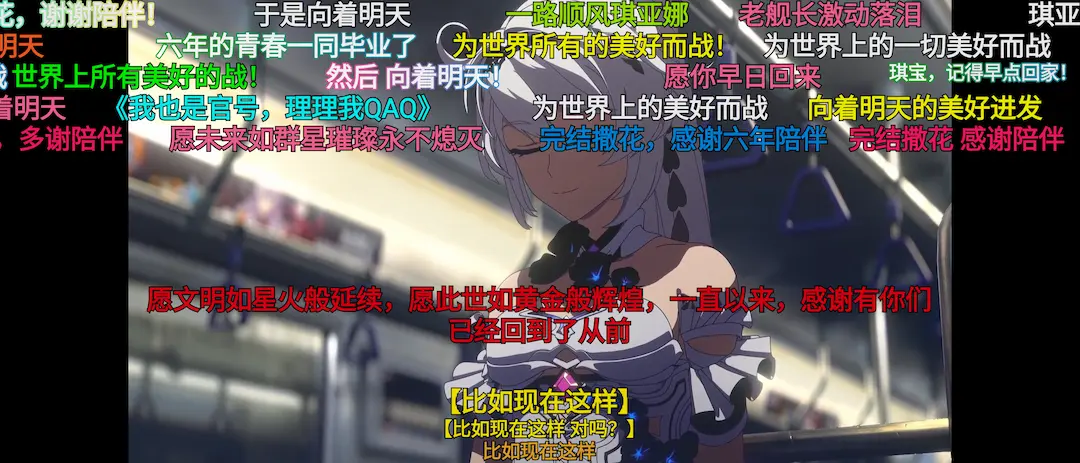 花，谢谢陪伴！ 于是向着明天 一路顺风琪亚娜 老舰长激动落泪 琪亚
明天 六年的青春一同毕业了 为世界所有的美好而战！ 为世界上的一切美好而战
世界上所有美好的战！ 然后 向着明天！ 愿你早日回来 琪宝，记得早点回家！
着明天 《我也是官号，理理我QAQ》 为世界上的美好而战 向着明天的美好进发
，多谢陪伴 愿未来如群星璀璨永不熄灭 完结撒花，感谢六年陪伴 完结撒花 感谢陪伴
愿文明如星火般延续，愿此世如黄金般辉煌，一直以来，感谢有你们
已经回到了从前
【比如现在这样】
【比如现在这样 对吗？】
比如现在这样